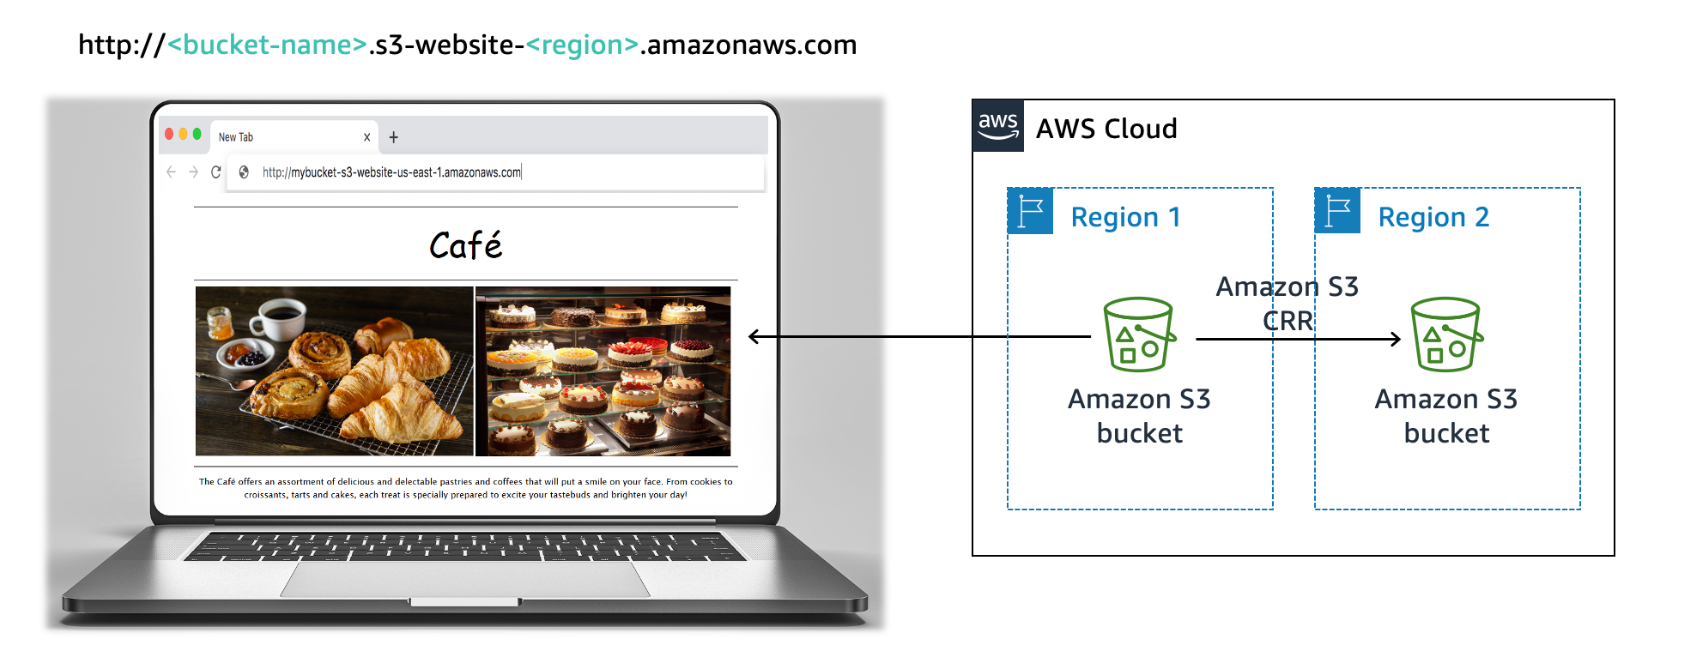 http://<bucket-name>.s3-website-<region>.amazonaws.com
New Tab x +
http://mybucket-s3-website-us-east-1.amazonaws.com
Café
The Café offers an assortment of delicious and delectable pastries and coffees that will put a smile on your face. From cookies to
croissants, tarts and cakes, each treat is specially prepared to excite your tastebuds and brighten your day!
aws
AWS Cloud
Region 1
Region 2
Amazon S3
CRR
Amazon S3
bucket
Amazon S3
bucket